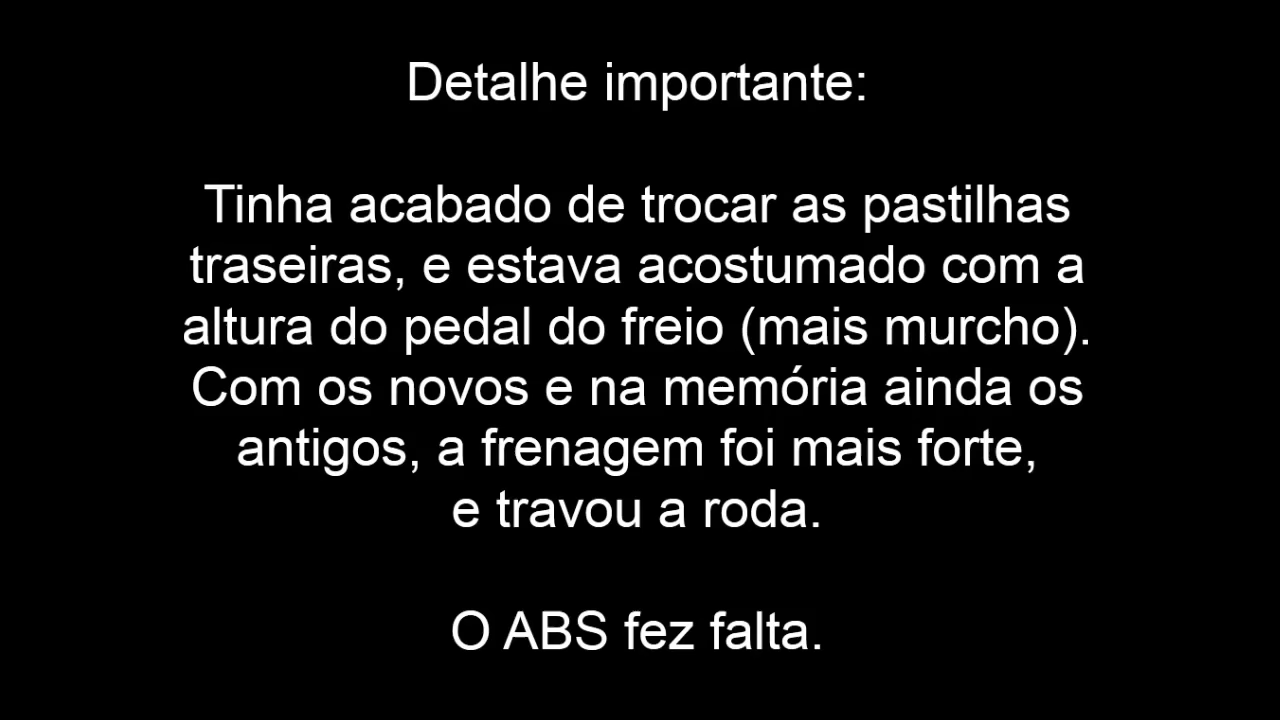 Detalhe importante:
Tinha acabado de trocar as pastilhas
traseiras, e estava acostumado com a
altura do pedal do freio (mais murcho).
Com os novos e na memória ainda os
antigos, a frenagem foi mais forte,
e travou a roda.
O ABS fez falta.